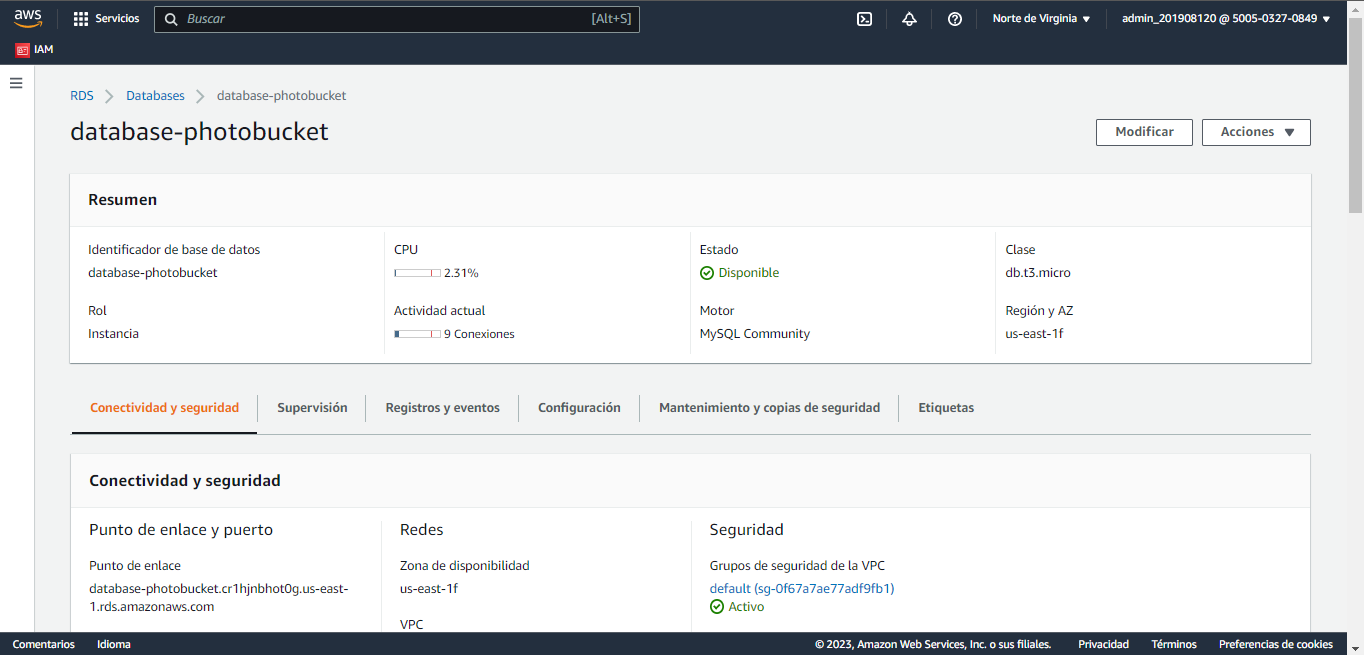 aws Servicios Buscar [Alt+S] Norte de Virginia ▼ admin_201908120 @ 5005-0327-0849 ▼
IAM
RDS > Databases > database-photobucket
database-photobucket
Modificar Acciones ▼
Resumen
Identificador de base de datos CPU Estado Clase
database-photobucket 2.31% Disponible db.t3.micro
Rol Actividad actual Motor Región y AZ
Instancia 9 Conexiones MySQL Community us-east-1f
Conectividad y seguridad Supervisión Registros y eventos Configuración Mantenimiento y copias de seguridad Etiquetas
Conectividad y seguridad
Punto de enlace y puerto
Punto de enlace
database-photobucket.cr1hjnbhot0g.us-east-
1.rds.amazonaws.com
Redes
Zona de disponibilidad
us-east-1f
VPC
Seguridad
Grupos de seguridad de la VPC
default (sg-0f67a7ae77adf9fb1)
Activo
Comentarios Idioma © 2023, Amazon Web Services, Inc. o sus filiales. Privacidad Términos Preferencias de cookies